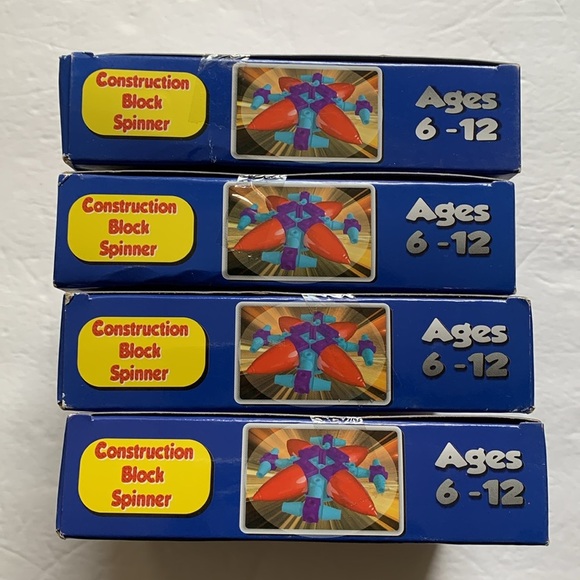 Construction
Block
Spinner
Ages
6 - 12
Construction
Block
Spinner
Ages
6 - 12
Construction
Block
Spinner
Ages
6 - 12
Construction
Block
Spinner
Ages
6 - 12